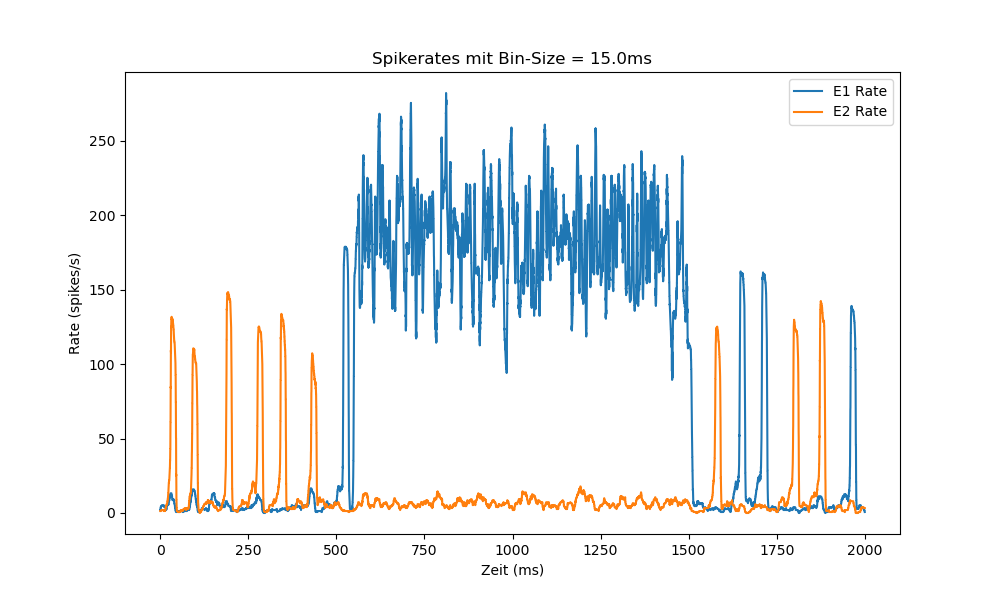 Spikerates mit Bin-Size = 15.0ms
E1 Rate
E2 Rate
Rate (spikes/s)
250
200
150
100
50
0
0 250 500 750 1000 1250 1500 1750 2000
Zeit (ms)